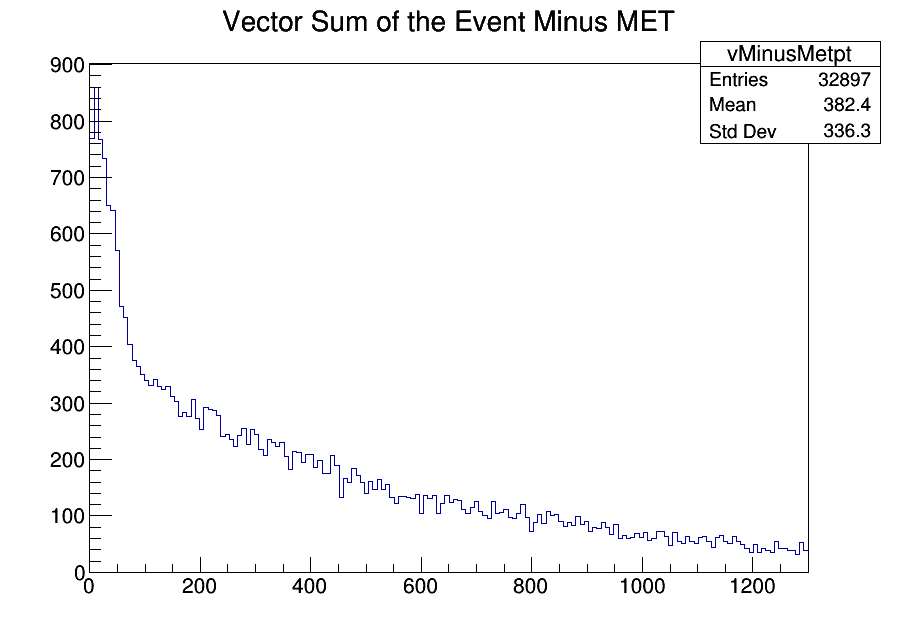 Vector Sum of the Event Minus MET
vMinusMetpt
Entries 32897
Mean 382.4
Std Dev 336.3
900
800
700
600
500
400
300
200
100
0
0 200 400 600 800 1000 1200